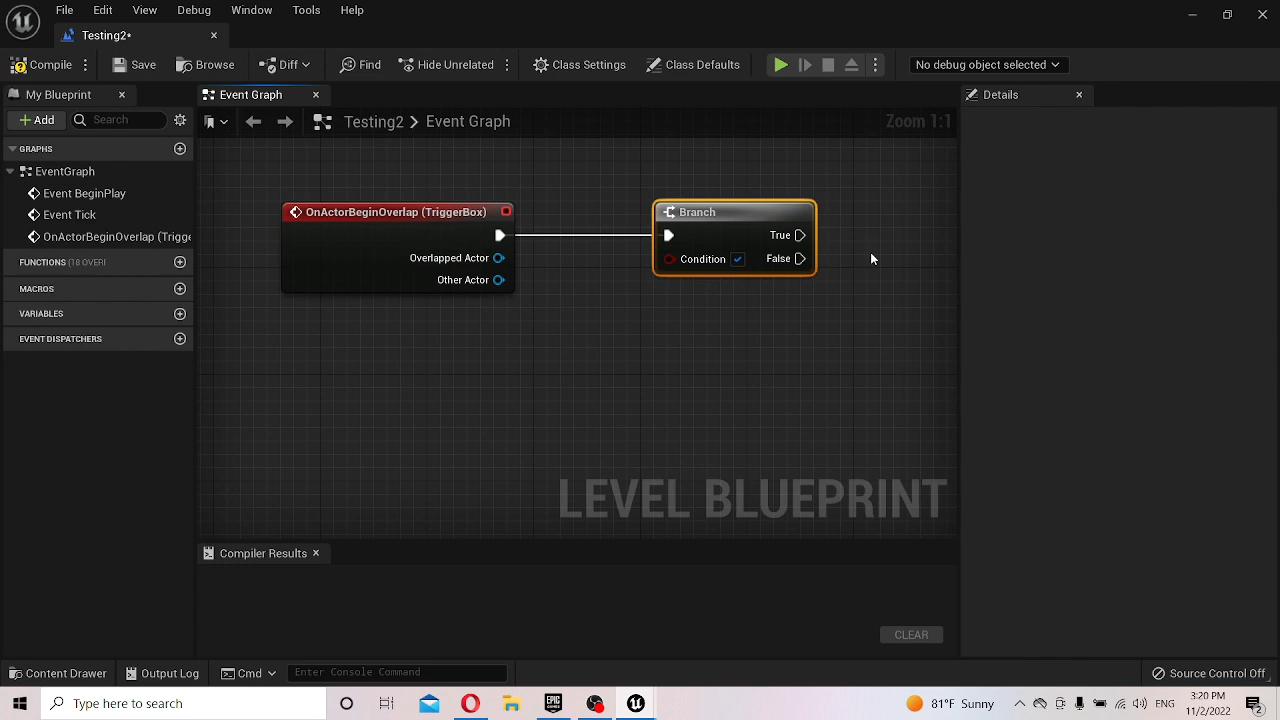 File Edit View Debug Window Tools Help
Testing2•
Compile Save Browse Diff Find Hide Unrelated Class Settings Class Defaults No debug object selected
My Blueprint Event Graph Details
Add Search Testing2 > Event Graph Zoom 1:1
GRAPHS
EventGraph
Event BeginPlay
Event Tick
OnActorBeginOverlap (Trigge
FUNCTIONS (18 OVERI
MACROS
VARIABLES
EVENT DISPATCHERS
OnActorBeginOverlap (TriggerBox)
Overlapped Actor
Other Actor
Branch
True
Condition False
LEVEL BLUEPRINT
Compiler Results
CLEAR
Content Drawer Output Log Cmd Enter Console Command Source Control Off
Type here to search EPIC GAMES 81°F Sunny ENG 3:20 PM
11/2/2022 2